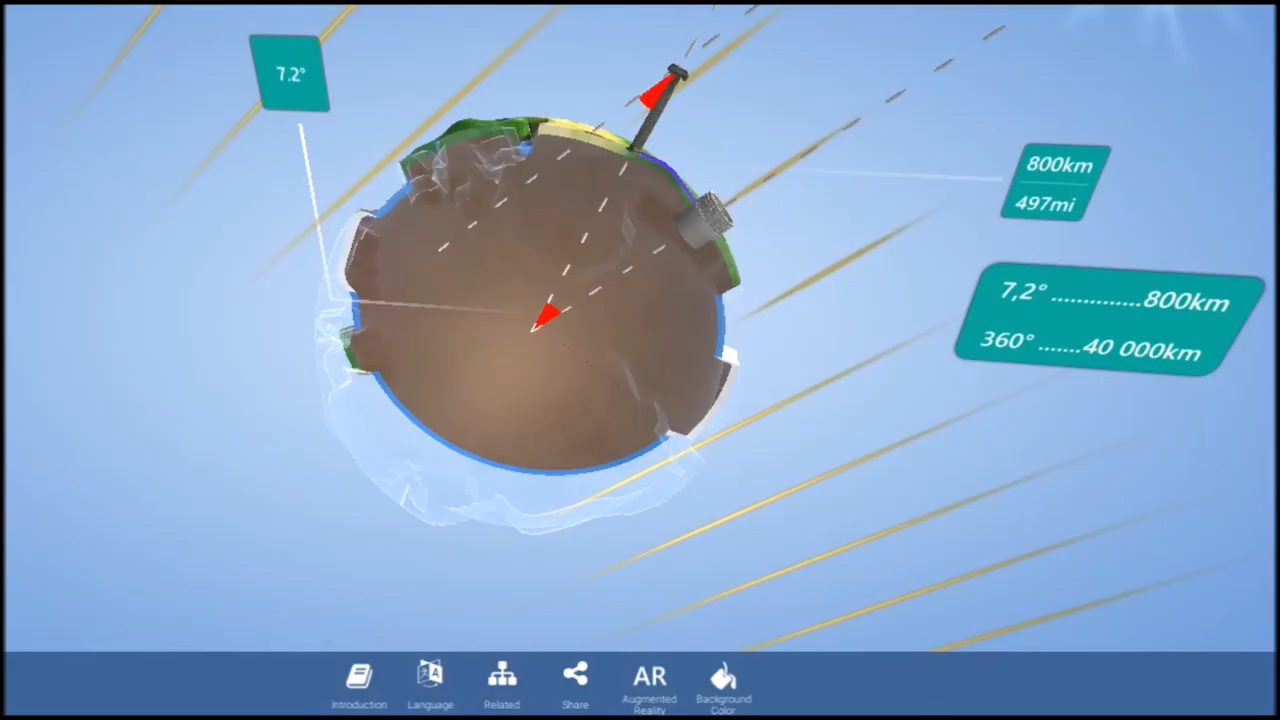 7.2°
800km
497mi
7,2° ..............800km
360° .......40 000km
Introduction
Language
Related
Share
AR
Augmented
Reality
Background
Color